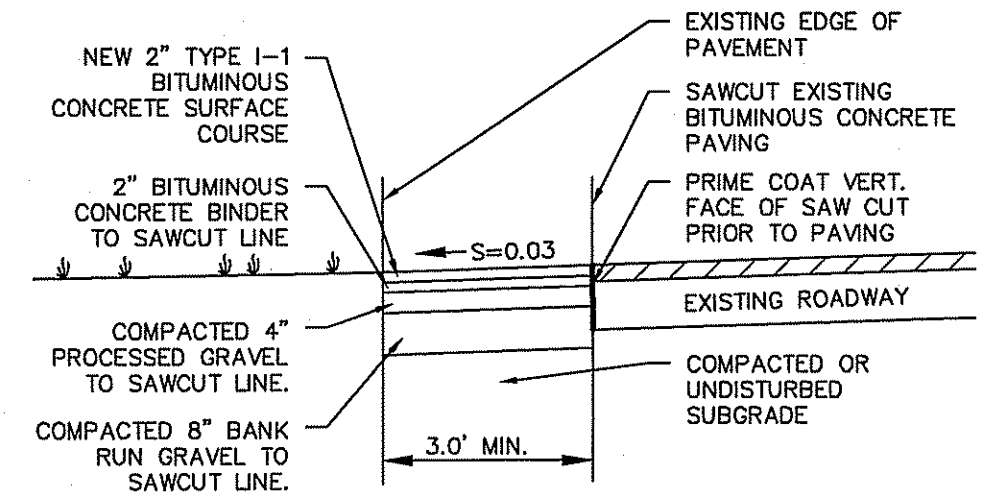 NEW 2" TYPE I-1
BITUMINOUS
CONCRETE SURFACE
COURSE
2" BITUMINOUS
CONCRETE BINDER
TO SAWCUT LINE
COMPACTED 4"
PROCESSED GRAVEL
TO SAWCUT LINE.
COMPACTED 8" BANK
RUN GRAVEL TO
SAWCUT LINE.
S=0.03
3.0' MIN.
EXISTING EDGE OF
PAVEMENT
SAWCUT EXISTING
BITUMINOUS CONCRETE
PAVING
PRIME COAT VERT.
FACE OF SAW CUT
PRIOR TO PAVING
EXISTING ROADWAY
COMPACTED OR
UNDISTURBED
SUBGRADE